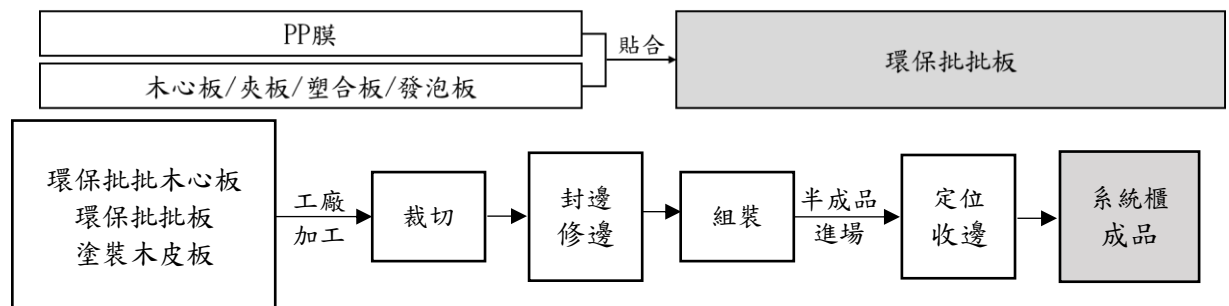 PP膜
木心板/夾板/塑合板/發泡板
貼合
環保批批板
環保批批木心板
環保批批板
塗裝木皮板
工廠
加工
裁切
封邊
修邊
組裝
半成品
進場
定位
收邊
系統櫃
成品